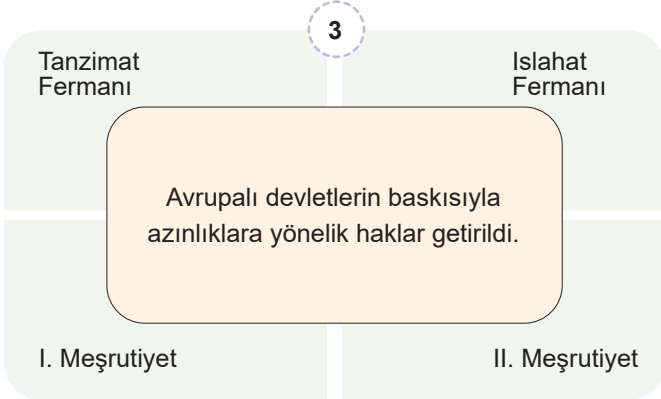 3
Tanzimat
Fermanı
Islahat
Fermanı
Avrupalı devletlerin baskısıyla
azınlıklara yönelik haklar getirildi.
I. Meşrutiyet
II. Meşrutiyet